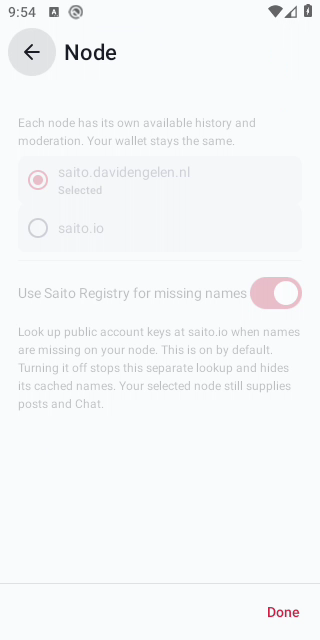 9:54
Node
Each node has its own available history and
moderation. Your wallet stays the same.
saito.davidengelen.nl
Selected
saito.io
Use Saito Registry for missing names
Look up public account keys at saito.io when names
are missing on your node. This is on by default.
Turning it off stops this separate lookup and hides
its cached names. Your selected node still supplies
posts and Chat.
Done